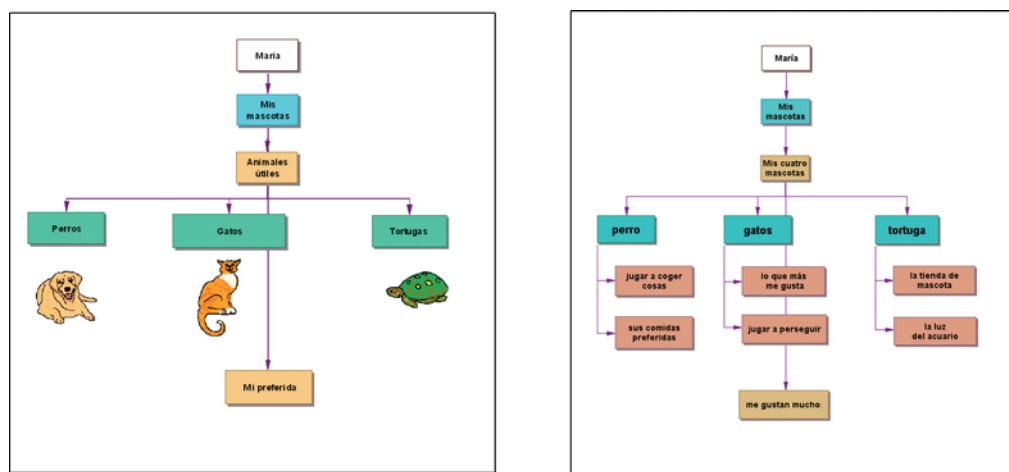 María
Mis
mascotas
Animales
útiles
Perros
Gatos
Tortugas
Mi preferida
María
Mis
mascotas
Mis cuatro
mascotas
perro
gatos
tortuga
jugar a coger
cosas
lo que más
me gusta
la tienda de
mascota
sus comidas
preferidas
jugar a perseguir
la luz
del acuario
me gustan mucho